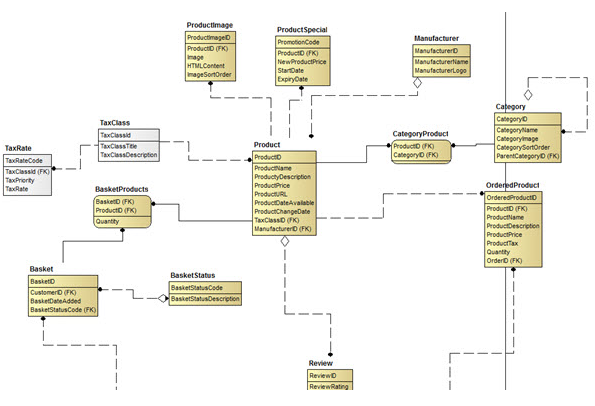 ProductImage
ProductImageID
ProductID (FK)
Image
HTMLContent
ImageSortOrder
ProductSpecial
PromotionCode
ProductID (FK)
NewProductPrice
StartDate
ExpiryDate
Manufacturer
ManufacturerID
ManufacturerName
ManufacturerLogo
Category
CategoryID
CategoryName
CategoryImage
CategorySortOrder
ParentCategoryID (FK)
TaxRate
TaxRateCode
TaxClassId (FK)
TaxPriority
TaxRate
TaxClass
TaxClassId
TaxClassTitle
TaxClassDescription
Product
ProductID
ProductName
ProductyDescription
ProductPrice
ProductURL
ProductDateAvailable
ProductChangeDate
TaxClassID (FK)
ManufacturerID (FK)
CategoryProduct
ProductID (FK)
CategoryID (FK)
BasketProducts
BasketID (FK)
ProductID (FK)
Quantity
OrderedProduct
OrderedProductID
ProductID (FK)
ProductName
ProductDescription
ProductPrice
ProductTax
Quantity
OrderID (FK)
Basket
BasketID
CustomerID (FK)
BasketDateAdded
BasketStatusCode (FK)
BasketStatus
BasketStatusCode
BasketStatusDescription
Review
ReviewID
ReviewRating